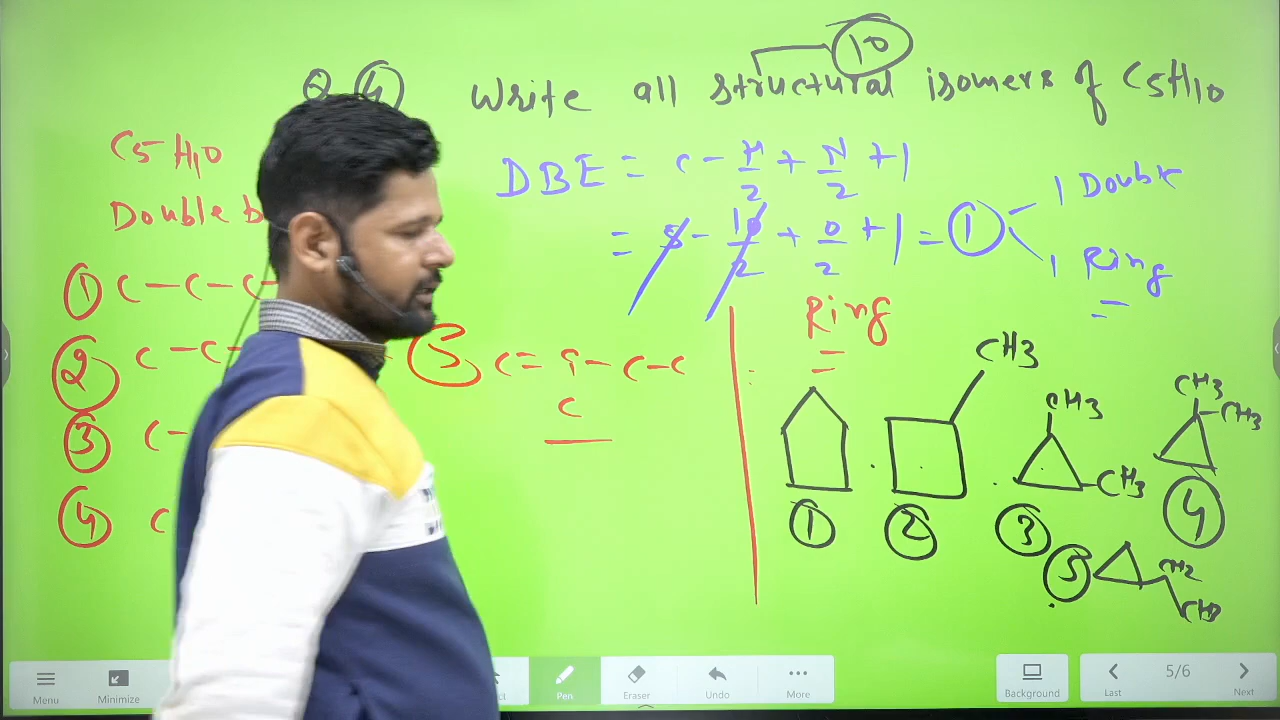 Q 4 Write all structural isomers of C5H10
10
C5H10
DBE = C - H/2 + N/2 + 1
Double b
= 5 - 10/2 + 0/2 + 1 = 1
1 Double
1 Ring
Ring
1 C - C - C -
2 C - C -
5 C = C - C - C
C
3 C -
4 C
CH3
CH3
CH3
CH3
CH3
1
2
3
4
5
CH2
CH3
Menu
Minimize
Pen
Eraser
Undo
More
Background
Last
5/6
Next